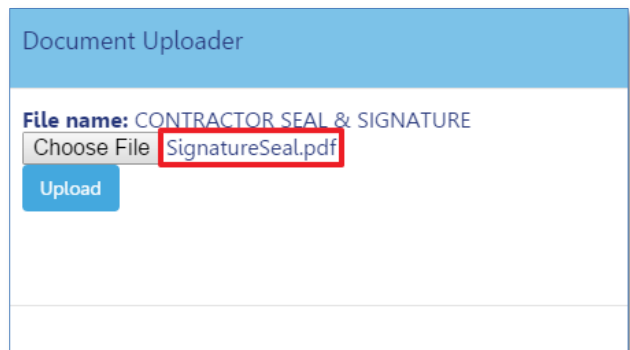 Document Uploader
File name: CONTRACTOR SEAL & SIGNATURE
Choose File SignatureSeal.pdf
Upload